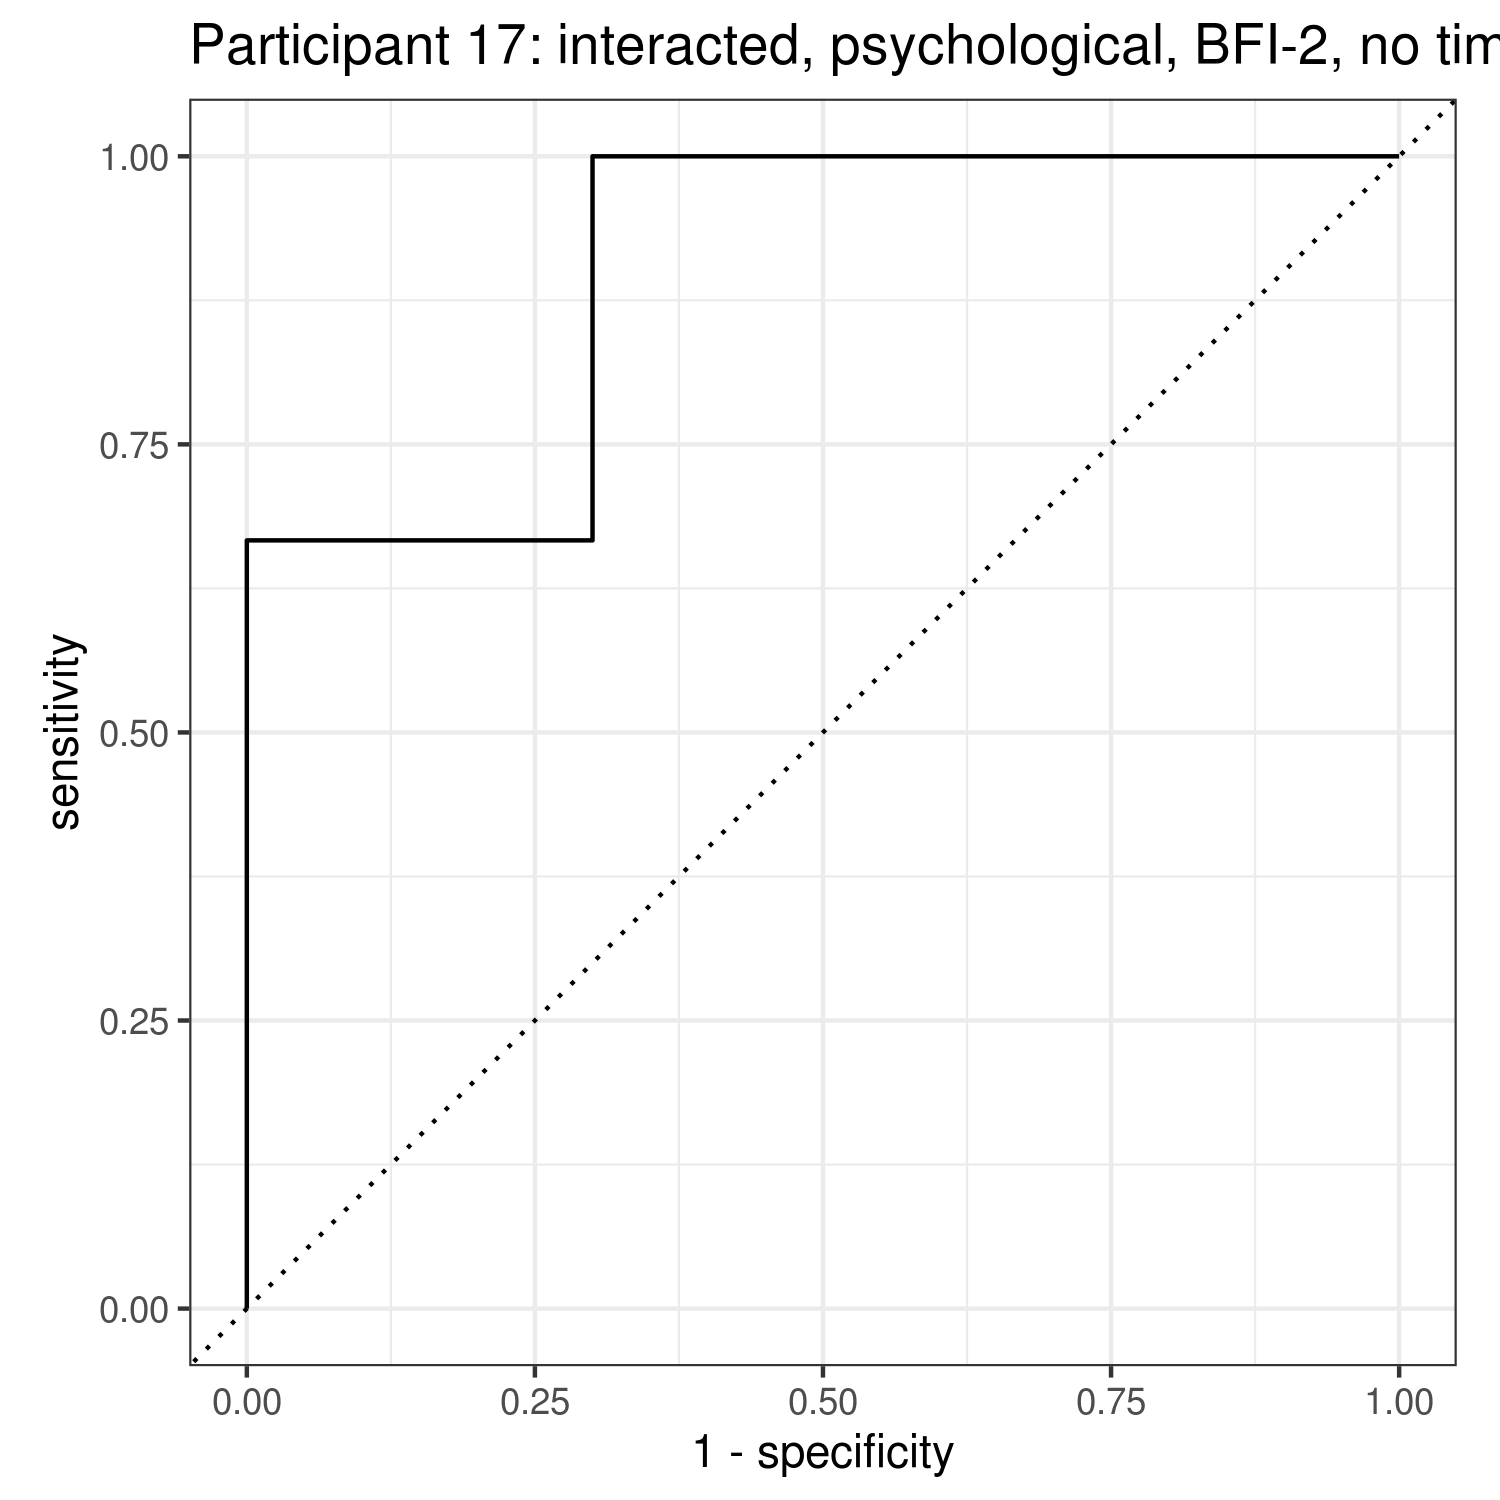 Participant 17: interacted, psychological, BFI-2, no tim
1.00
0.75
0.50
0.25
0.00
sensitivity
0.00 0.25 0.50 0.75 1.00
1 - specificity